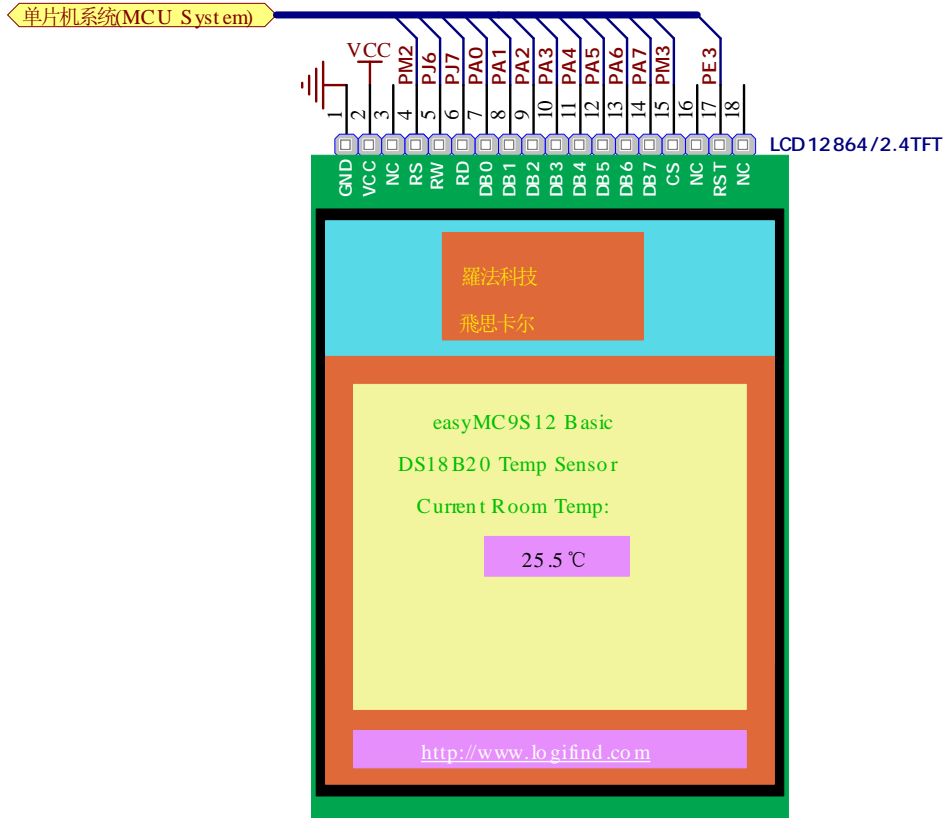 单片机系统(MCU System)
VCC
PM2 PJ6 PJ7 PA0 PA1 PA2 PA3 PA4 PA5 PA6 PA7 PM3 PE3
1 2 3 4 5 6 7 8 9 10 11 12 13 14 15 16 17 18
LCD12864/2.4TFT
GND VCC NC RS RW RD DB0 DB1 DB2 DB3 DB4 DB5 DB6 DB7 CS NC RST NC
羅法科技
飛思卡尔
easyMC9S12 Basic
DS18B20 Temp Sensor
Current Room Temp:
25.5℃
http://www.logifind.com